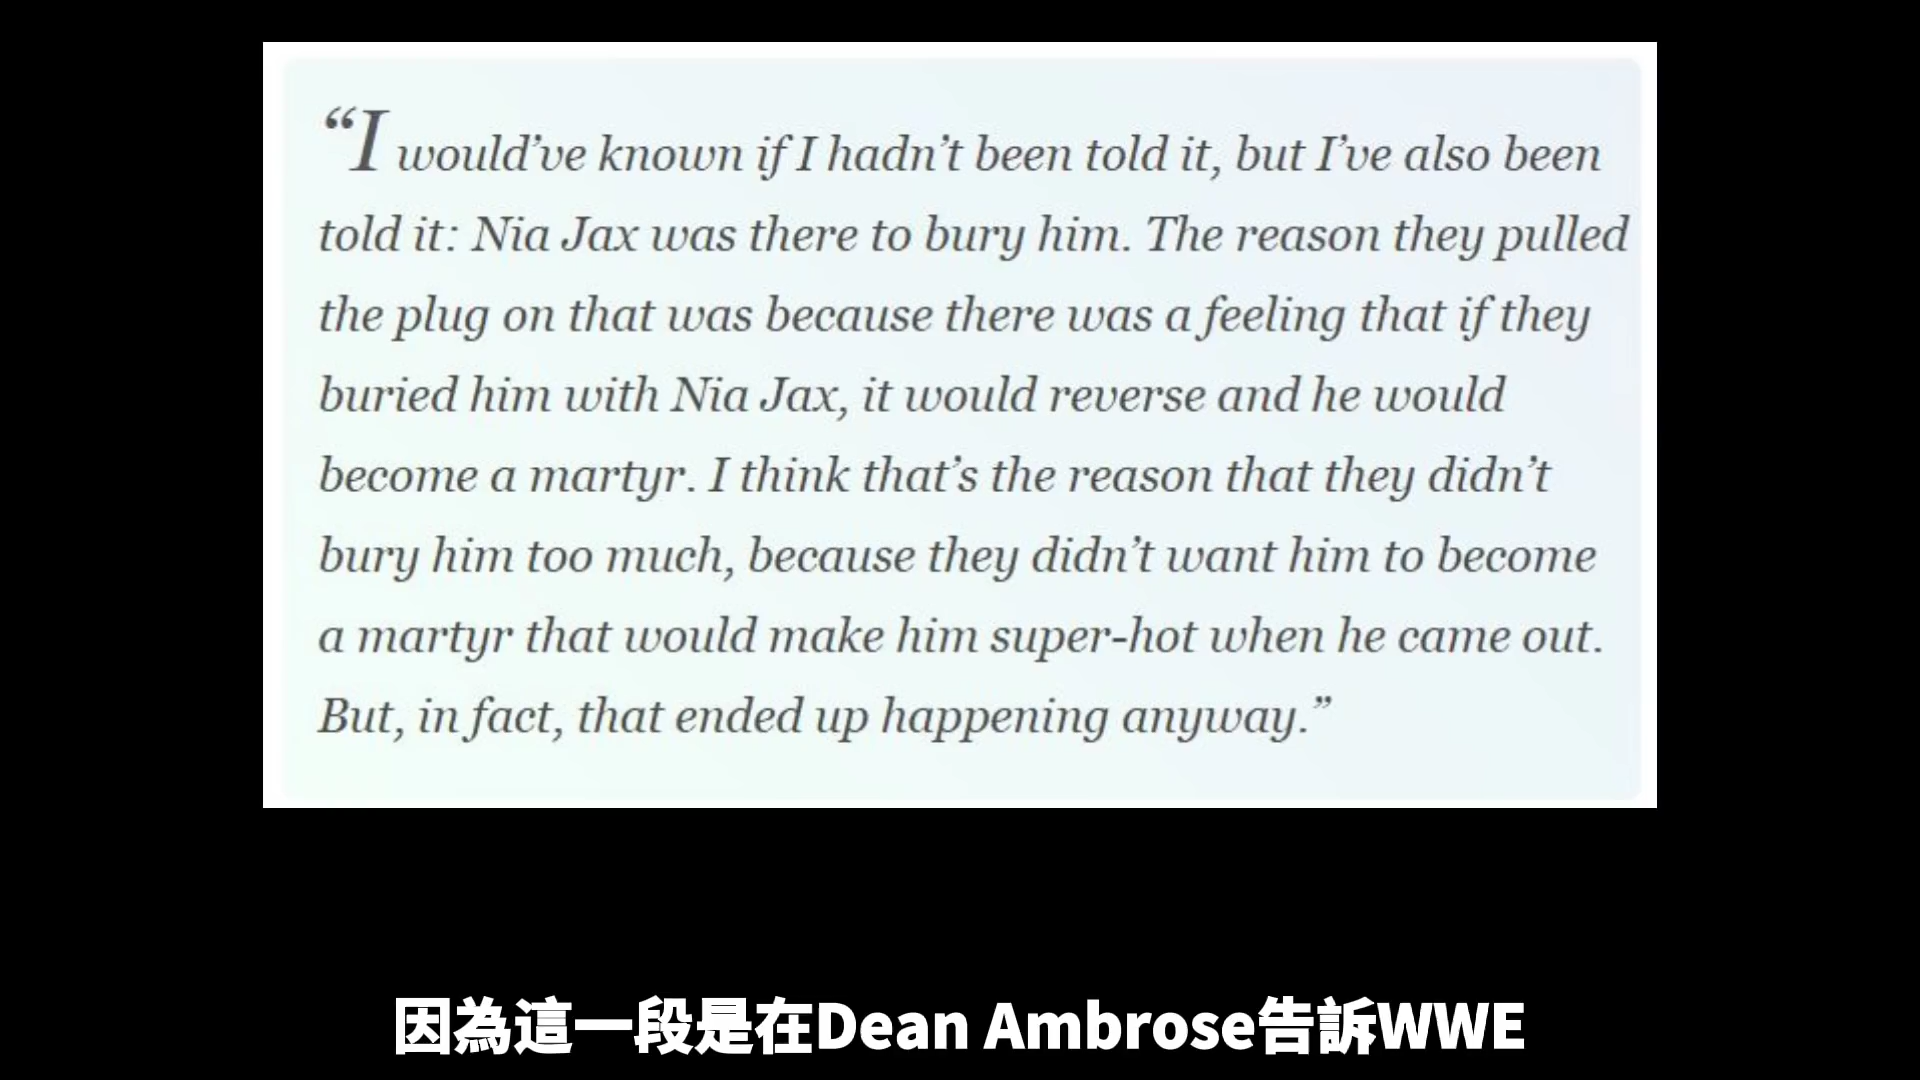 “I would’ve known if I hadn’t been told it, but I’ve also been
told it: Nia Jax was there to bury him. The reason they pulled
the plug on that was because there was a feeling that if they
buried him with Nia Jax, it would reverse and he would
become a martyr. I think that’s the reason that they didn’t
bury him too much, because they didn’t want him to become
a martyr that would make him super-hot when he came out.
But, in fact, that ended up happening anyway.”
因為這一段是在Dean Ambrose告訴WWE